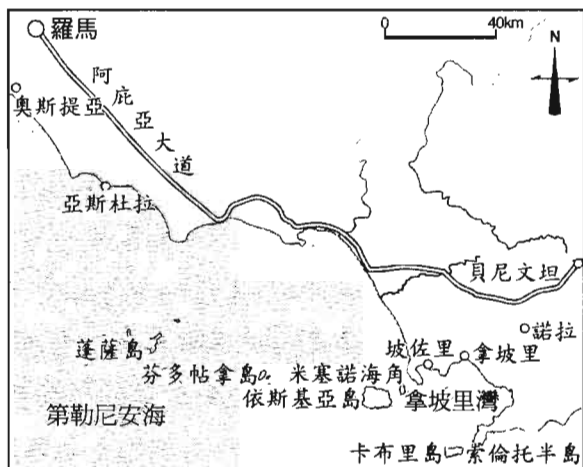 羅馬
0 40km
N
奧斯提亞
阿庇亞大道
亞斯杜拉
貝尼文坦
諾拉
坡佐里
拿坡里
蓬薩島
芬多帖拿島
米塞諾海角
依斯基亞島
拿坡里灣
第勒尼安海
卡布里島
索倫托半島